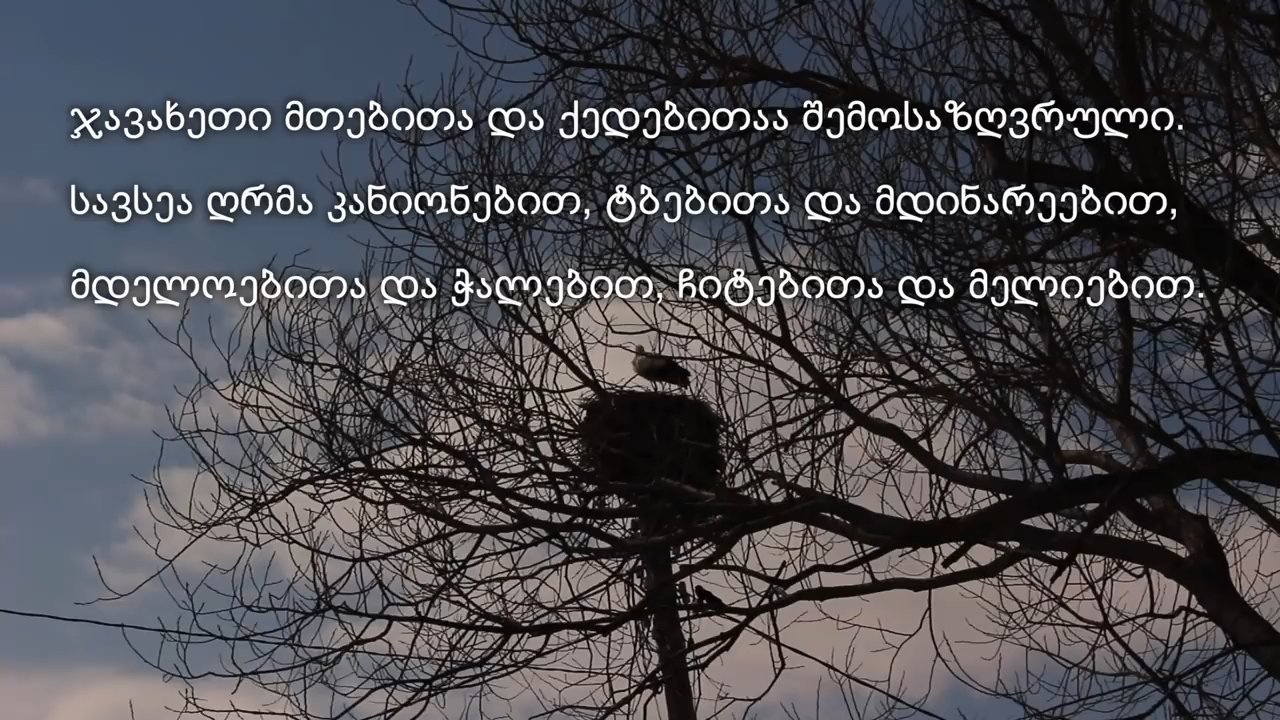 ჯავახეთი მთებითა და ქედებითაა შემოსაზღვრული.
სავსეა ღრმა კანიონებით, ტბებითა და მდინარეებით,
მდელოებითა და ჭალებით, ჩიტებითა და მელიებით.